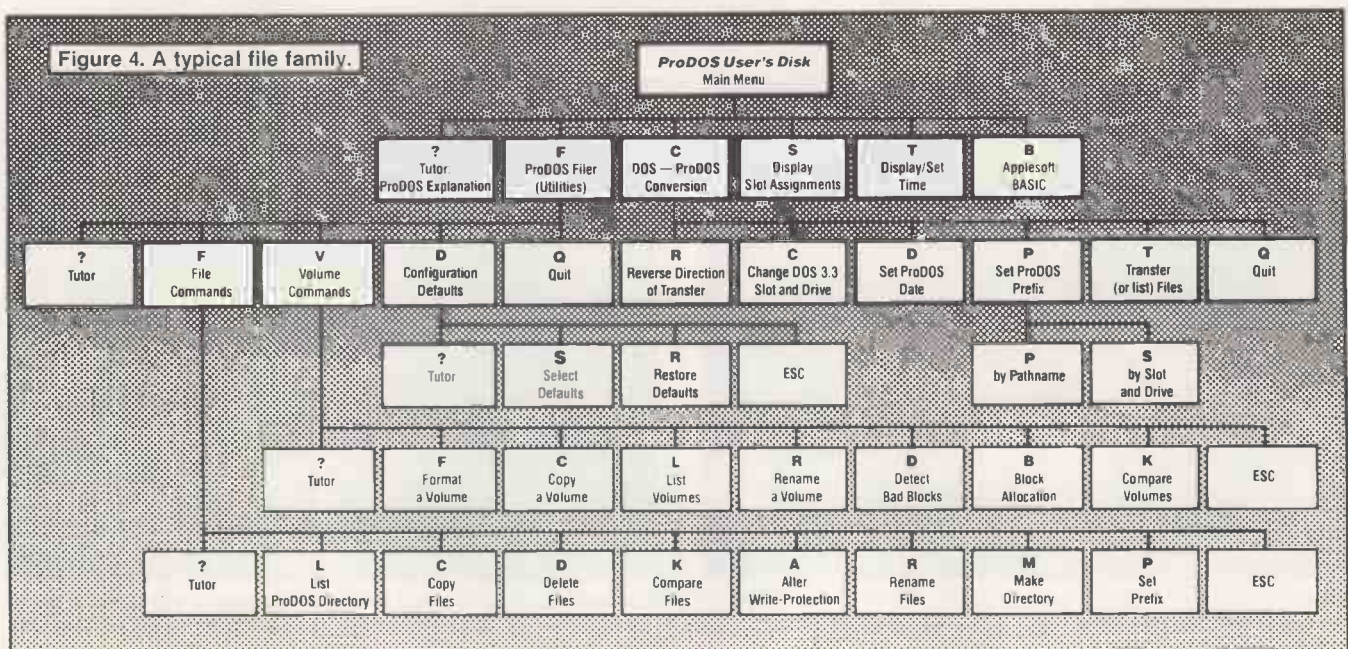 Figure 4. A typical file family.
ProDOS User's Disk
Main Menu
?
Tutor:
ProDOS Explanation
F
ProDOS Filer
(Utilities)
C
DOS — ProDOS
Conversion
S
Display
Slot Assignments
T
Display/Set
Time
B
Applesoft
BASIC
?
Tutor
F
File
Commands
V
Volume
Commands
D
Configuration
Defaults
Q
Quit
R
Reverse Direction
of Transfer
C
Change DOS 3.3
Slot and Drive
D
Set ProDOS
Date
P
Set ProDOS
Prefix
T
Transfer
(or list) Files
Q
Quit
?
Tutor
S
Select
Defaults
R
Restore
Defaults
ESC
P
by Pathname
S
by Slot
and Drive
?
Tutor
F
Format
a Volume
C
Copy
a Volume
L
List
Volumes
R
Rename
a Volume
D
Detect
Bad Blocks
B
Block
Allocation
K
Compare
Volumes
ESC
?
Tutor
L
List
ProDOS Directory
C
Copy
Files
D
Delete
Files
K
Compare
Files
A
Alter
Write-Protection
R
Rename
Files
M
Make
Directory
P
Set
Prefix
ESC